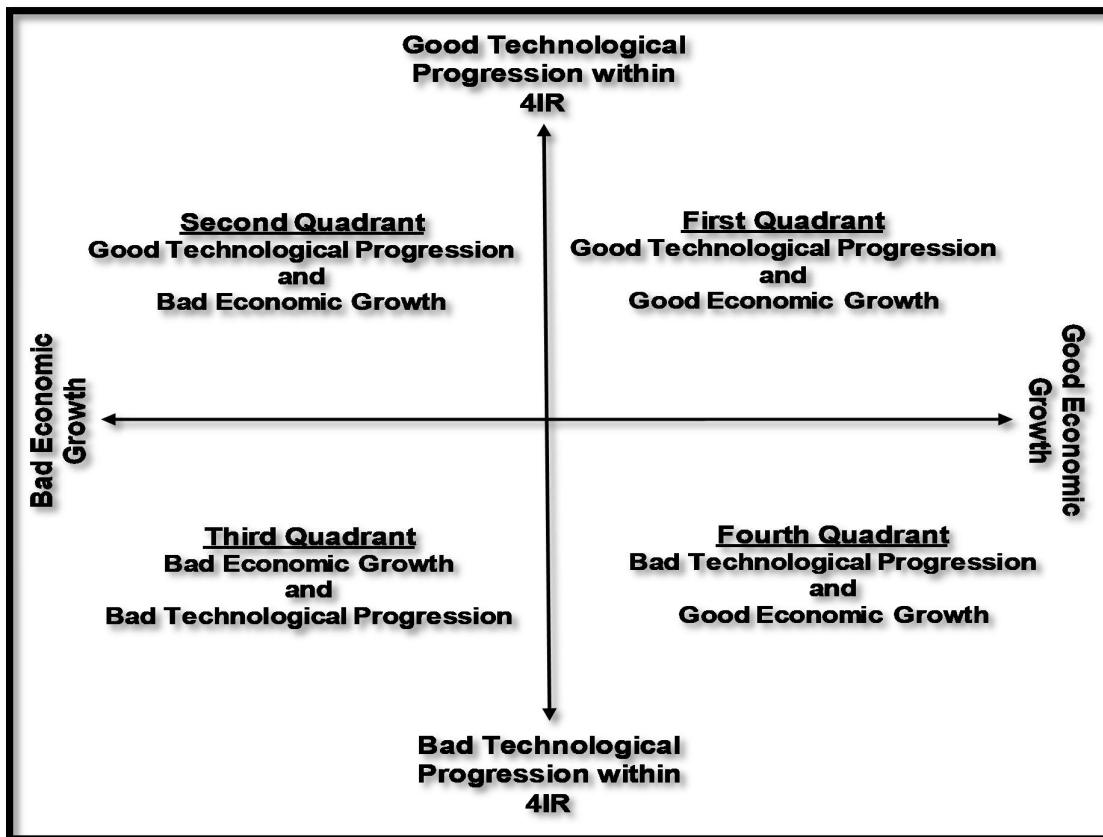 Good Technological
Progression within
4IR
Second Quadrant
Good Technological Progression
and
Bad Economic Growth
First Quadrant
Good Technological Progression
and
Good Economic Growth
Bad Economic
Growth
Good Economic
Growth
Third Quadrant
Bad Economic Growth
and
Bad Technological Progression
Fourth Quadrant
Bad Technological Progression
and
Good Economic Growth
Bad Technological
Progression within
4IR